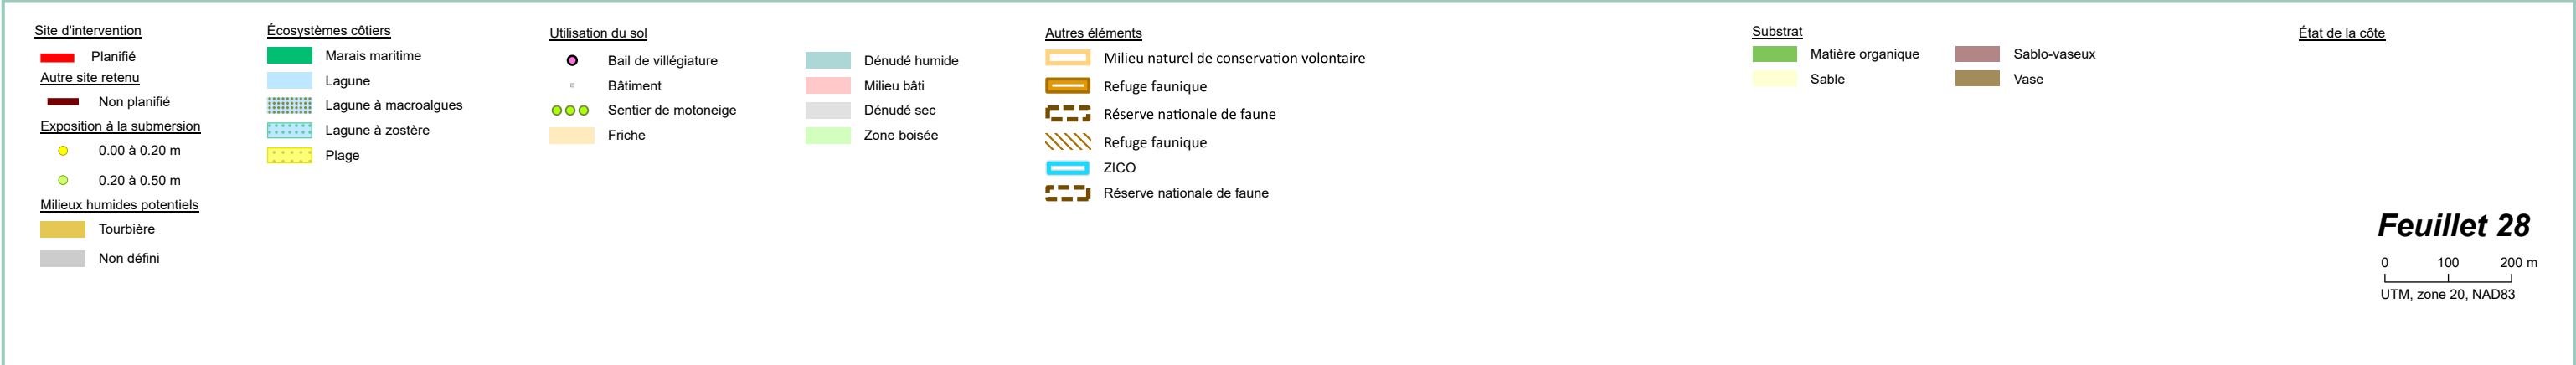 Site d'intervention
Planifié
Autre site retenu
Non planifié
Exposition à la submersion
0.00 à 0.20 m
0.20 à 0.50 m
Milieux humides potentiels
Tourbière
Non défini
Écosystèmes côtiers
Marais maritime
Lagune
Lagune à macroalgues
Lagune à zostère
Plage
Utilisation du sol
Bail de villégiature
Bâtiment
Sentier de motoneige
Friche
Dénudé humide
Milieu bâti
Dénudé sec
Zone boisée
Autres éléments
Milieu naturel de conservation volontaire
Refuge faunique
Réserve nationale de faune
Refuge faunique
ZICO
Réserve nationale de faune
Substrat
Matière organique
Sable
Sablo-vaseux
Vase
État de la côte
Feuillet 28
0 100 200 m
UTM, zone 20, NAD83